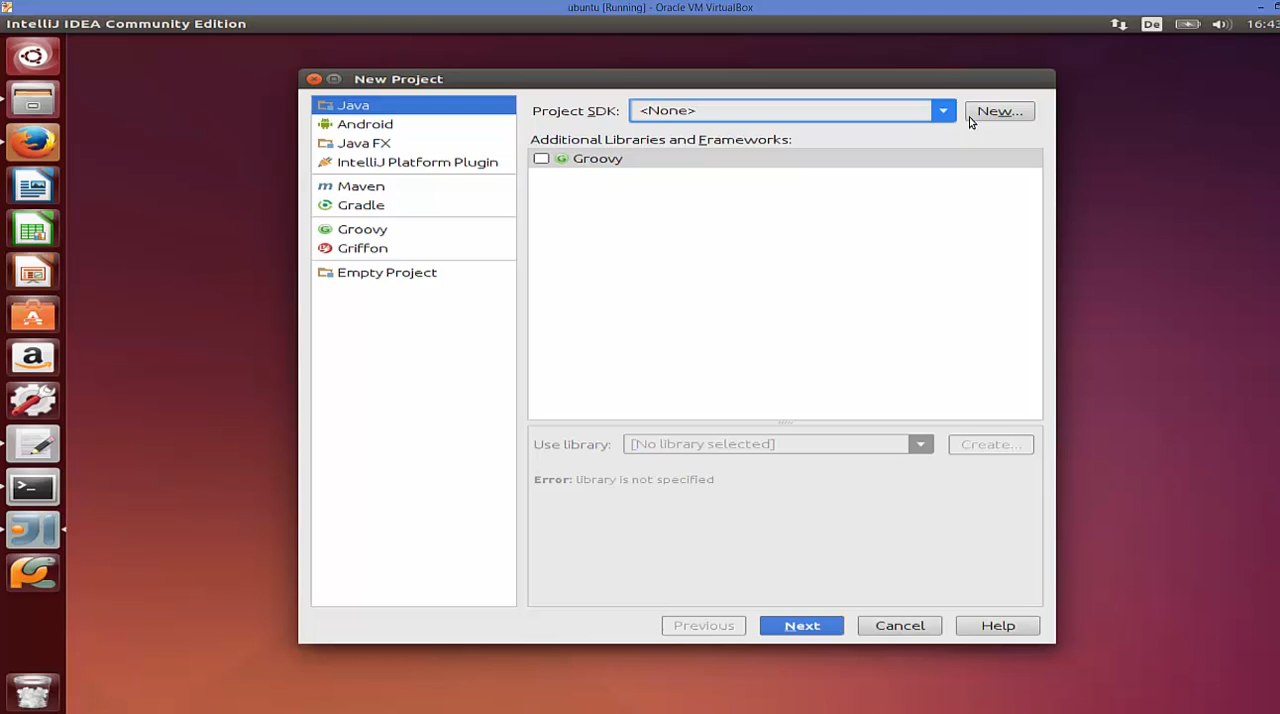 ubuntu [Running] - Oracle VM VirtualBox
IntelliJ IDEA Community Edition
De
16:43
New Project
Java
Android
Java FX
IntelliJ Platform Plugin
Maven
Gradle
Groovy
Griffon
Empty Project
Project SDK:
<None>
New...
Additional Libraries and Frameworks:
Groovy
Use library:
[No library selected]
Create...
Error: library is not specified
Previous
Next
Cancel
Help